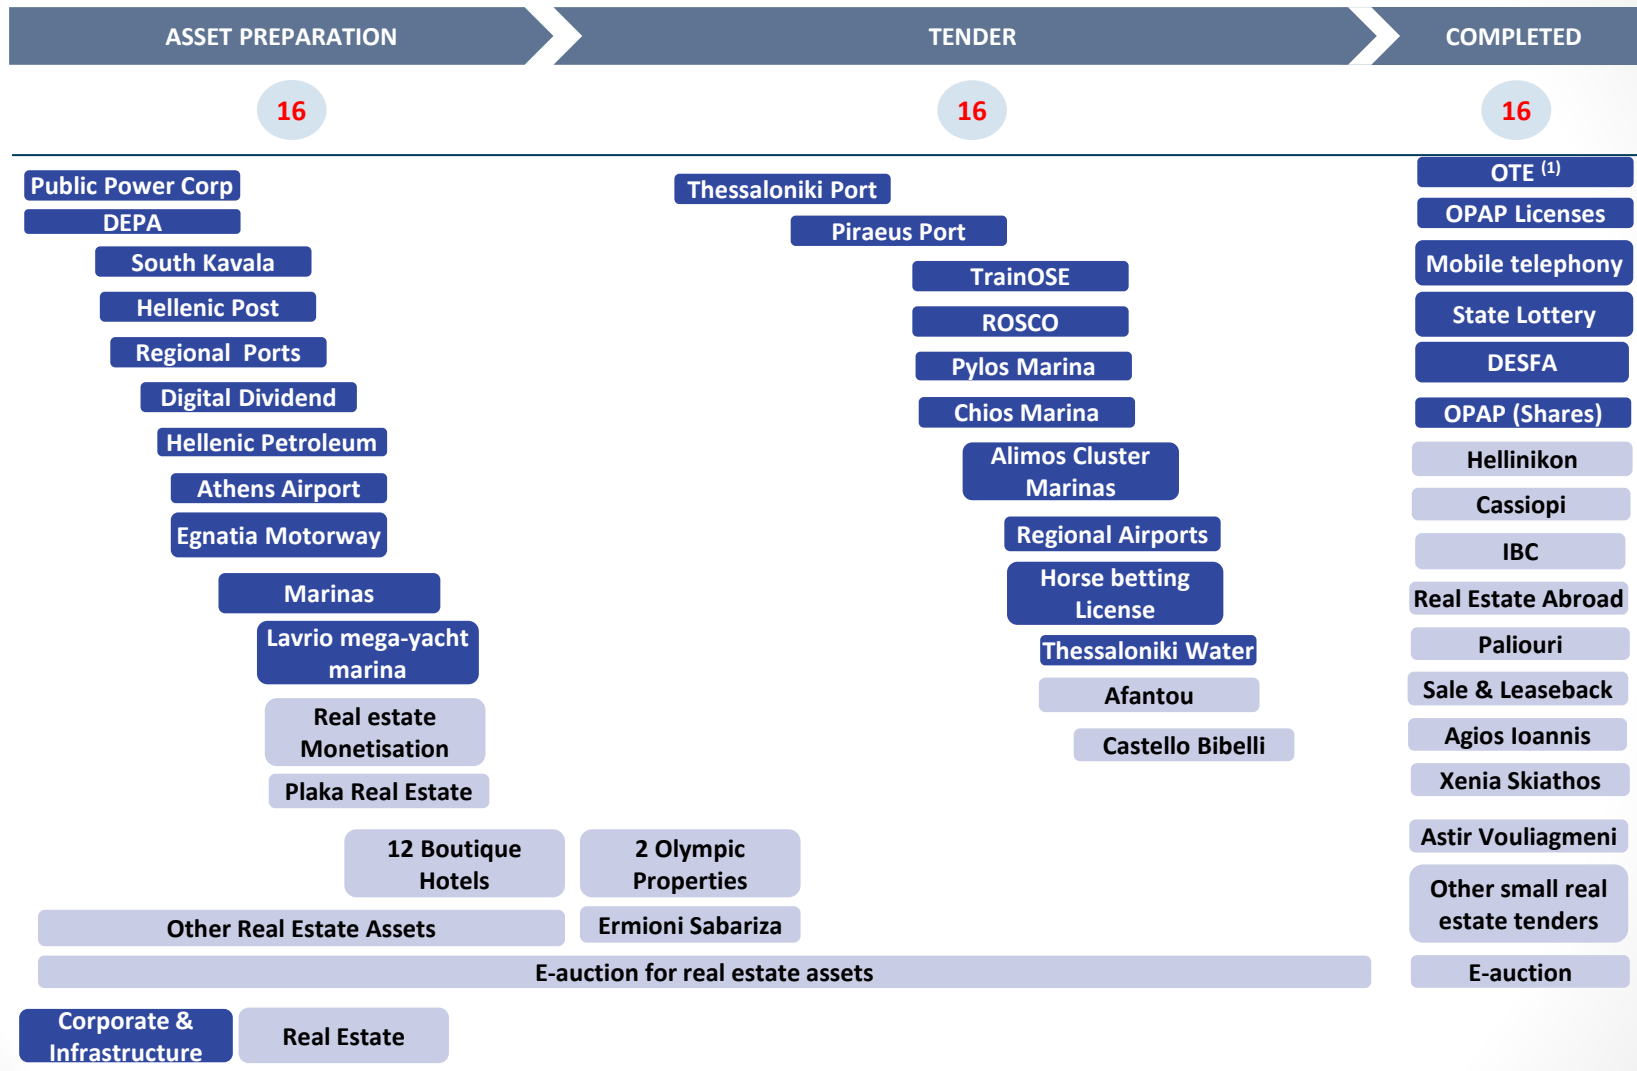 ASSET PREPARATION
TENDER
COMPLETED
16
16
16
Public Power Corp
DEPA
South Kavala
Hellenic Post
Regional Ports
Digital Dividend
Hellenic Petroleum
Athens Airport
Egnatia Motorway
Marinas
Lavrio mega-yacht
marina
Real estate
Monetisation
Plaka Real Estate
12 Boutique
Hotels
Other Real Estate Assets
Thessaloniki Port
Piraeus Port
TrainOSE
ROSCO
Pylos Marina
Chios Marina
Alimos Cluster
Marinas
Regional Airports
Horse betting
License
Thessaloniki Water
Afantou
Castello Bibelli
2 Olympic
Properties
Ermioni Sabariza
E-auction for real estate assets
OTE (1)
OPAP Licenses
Mobile telephony
State Lottery
DESFA
OPAP (Shares)
Hellinikon
Cassiopi
IBC
Real Estate Abroad
Paliouri
Sale & Leaseback
Agios Ioannis
Xenia Skiathos
Astir Vouliagmeni
Other small real
estate tenders
E-auction
Corporate &
Infrastructure
Real Estate